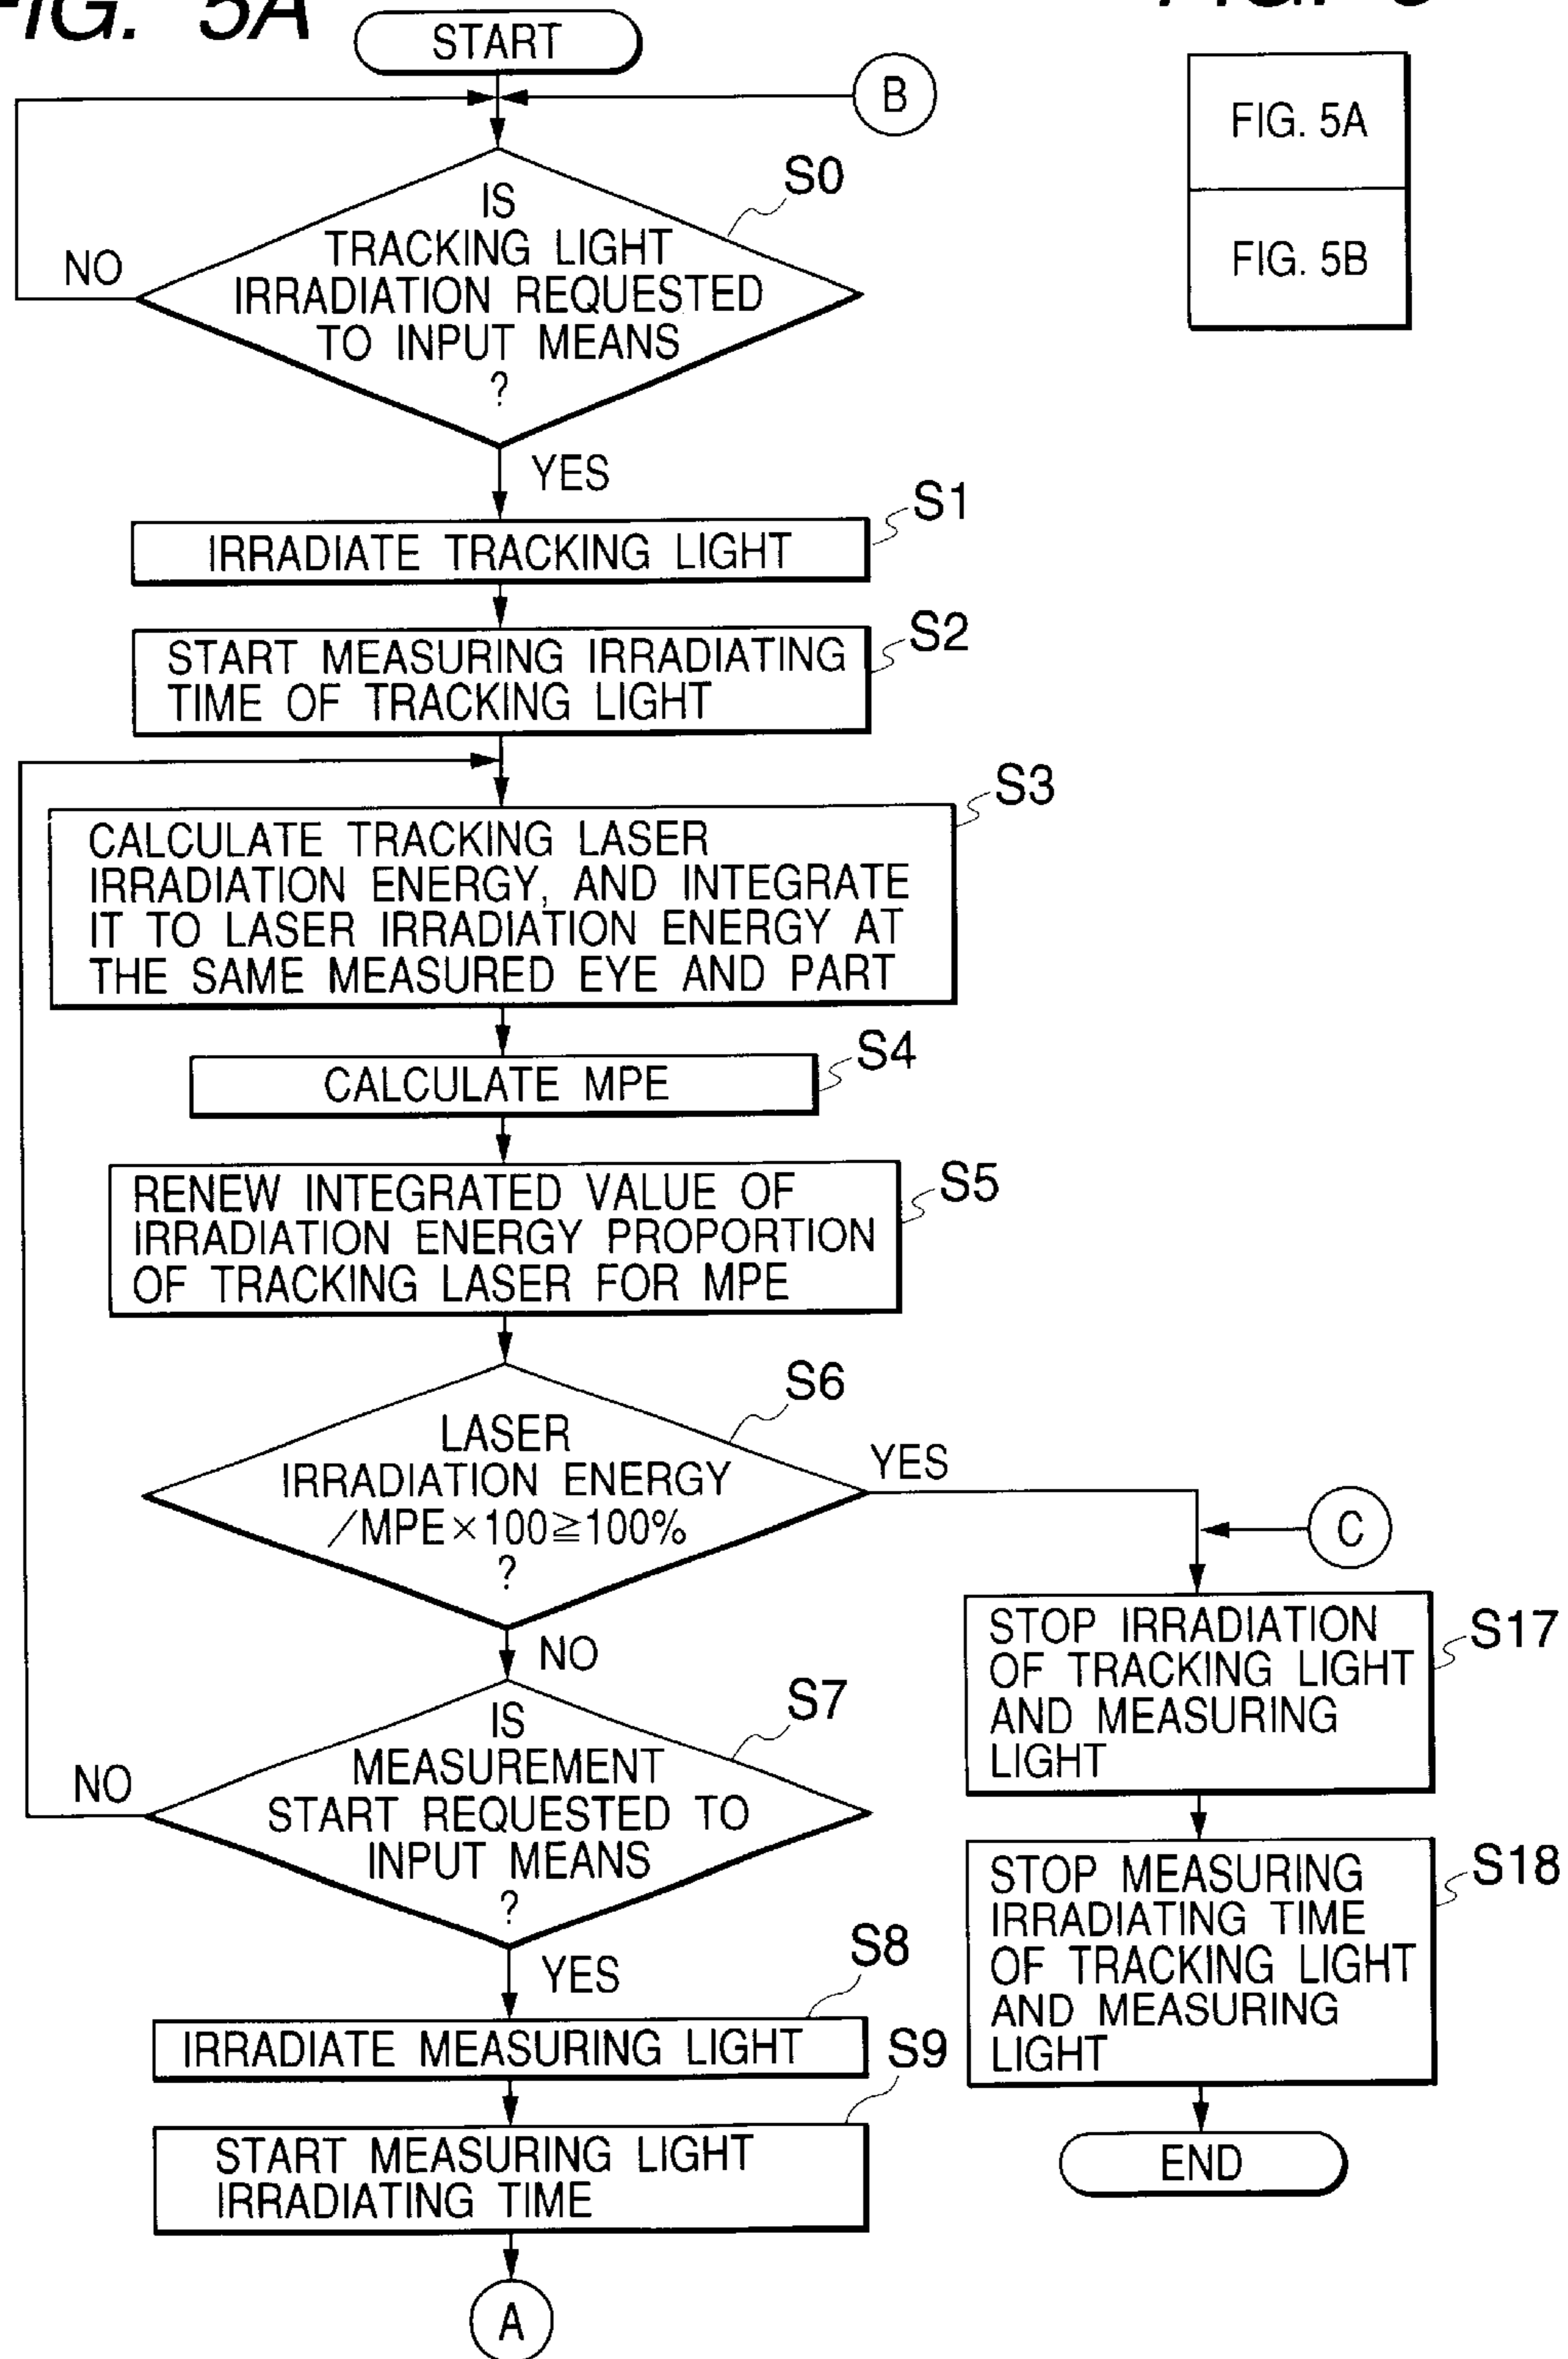 FIG. 5A
START
B
FIG. 5A
FIG. 5B
S0
IS
TRACKING LIGHT
IRRADIATION REQUESTED
TO INPUT MEANS
?
NO
YES
S1
IRRADIATE TRACKING LIGHT
S2
START MEASURING IRRADIATING
TIME OF TRACKING LIGHT
S3
CALCULATE TRACKING LASER
IRRADIATION ENERGY, AND INTEGRATE
IT TO LASER IRRADIATION ENERGY AT
THE SAME MEASURED EYE AND PART
S4
CALCULATE MPE
S5
RENEW INTEGRATED VALUE OF
IRRADIATION ENERGY PROPORTION
OF TRACKING LASER FOR MPE
S6
LASER
IRRADIATION ENERGY
/MPE×100≧100%
?
YES
C
NO
S7
IS
MEASUREMENT
START REQUESTED TO
INPUT MEANS
?
NO
YES
S8
IRRADIATE MEASURING LIGHT
S9
START MEASURING LIGHT
IRRADIATING TIME
A
S17
STOP IRRADIATION
OF TRACKING LIGHT
AND MEASURING
LIGHT
S18
STOP MEASURING
IRRADIATING TIME
OF TRACKING LIGHT
AND MEASURING
LIGHT
END